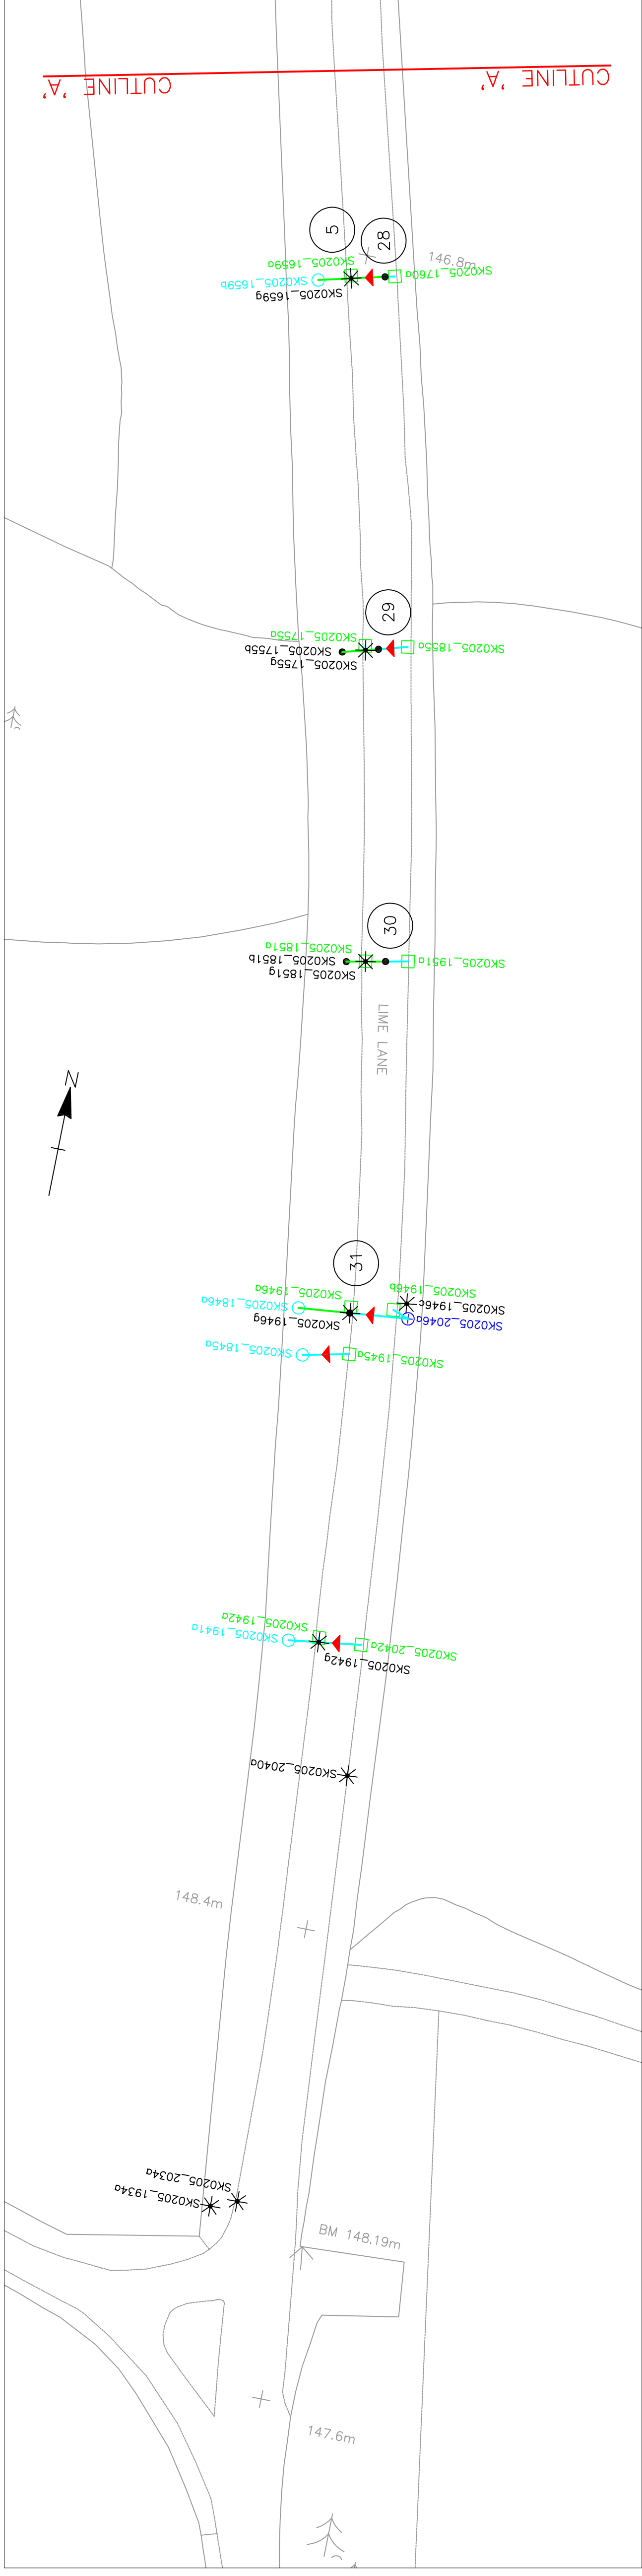 CUTLINE 'A'
CUTLINE 'A'
5
28
146.8m
SK0205_1659a
SK0205_1659b
SK0205_1659g
SK0205_1760a
29
SK0205_1755a
SK0205_1755b
SK0205_1755g
SK0205_1855a
30
SK0205_1851a
SK0205_1851b
SK0205_1851g
SK0205_1951a
LIME LANE
N
31
SK0205_1946a
SK0205_1846a
SK0205_1946g
SK0205_1946b
SK0205_1946c
SK0205_2046a
SK0205_1845a
SK0205_1945a
SK0205_1942a
SK0205_1941a
SK0205_2042a
SK0205_1942g
SK0205_2040a
148.4m
SK0205_2034a
SK0205_1934a
BM 148.19m
147.6m